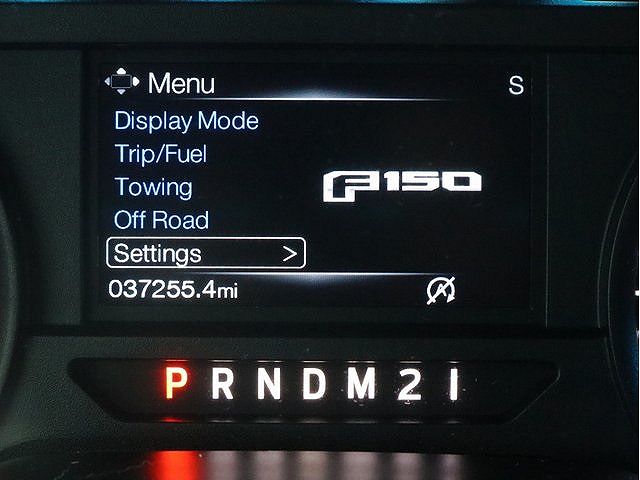 Menu S
Display Mode
Trip/Fuel
Towing
F150
Off Road
Settings >
037255.4mi A
P R N D M 2 1